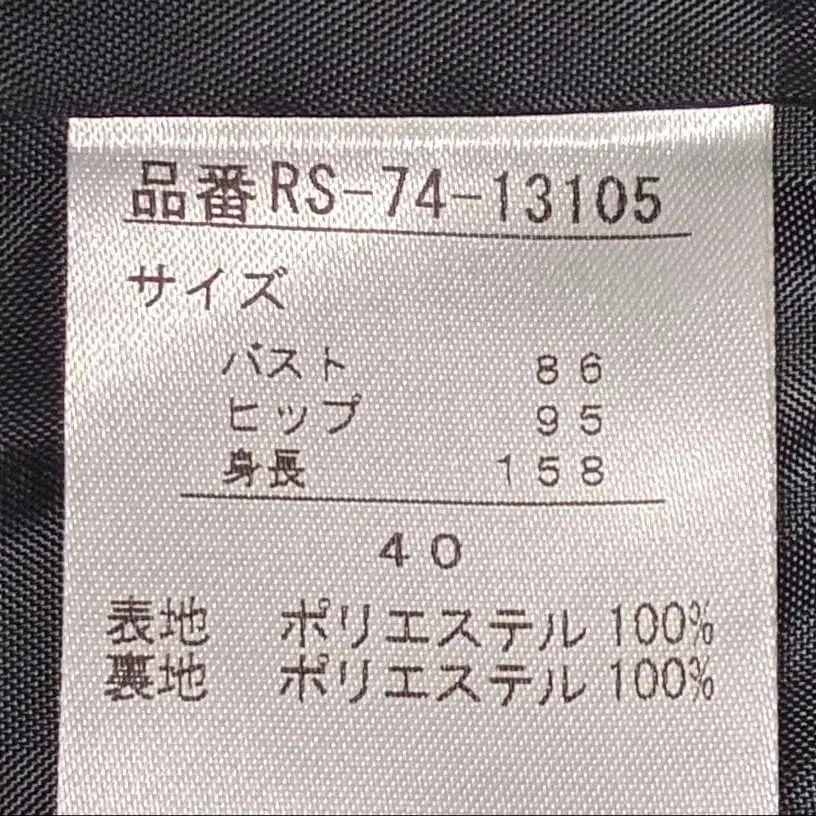 品番RS-74-13105
サイズ
バスト 86
ヒップ 95
身長 158
40
表地 ポリエステル 100%
裏地 ポリエステル 100%